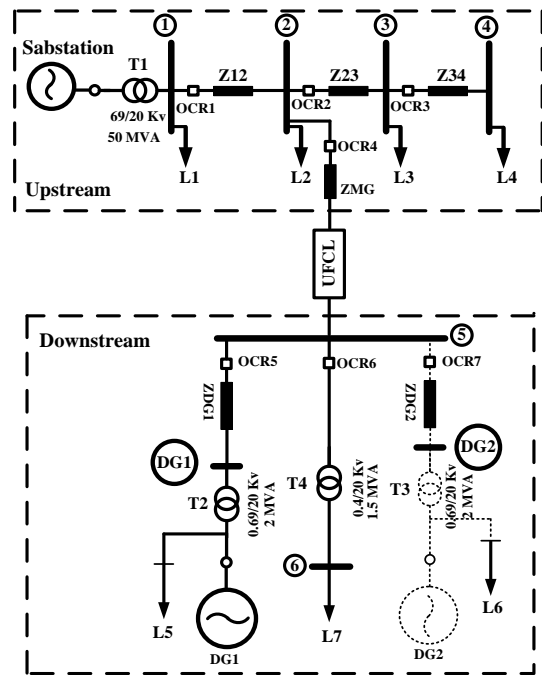 1
2
3
4
Sabstation
T1
Z12
Z23
Z34
OCR1
OCR2
OCR3
69/20 Kv
50 MVA
OCR4
L1
L2
L3
L4
ZMG
Upstream
UFCL
Downstream
5
OCR5
OCR6
OCR7
ZDG1
ZDG2
DG1
DG2
T2
0.69/20 Kv
2 MVA
T4
0.4/20 Kv
1.5 MVA
T3
0.69/20 Kv
2 MVA
6
L5
L7
L6
DG1
DG2